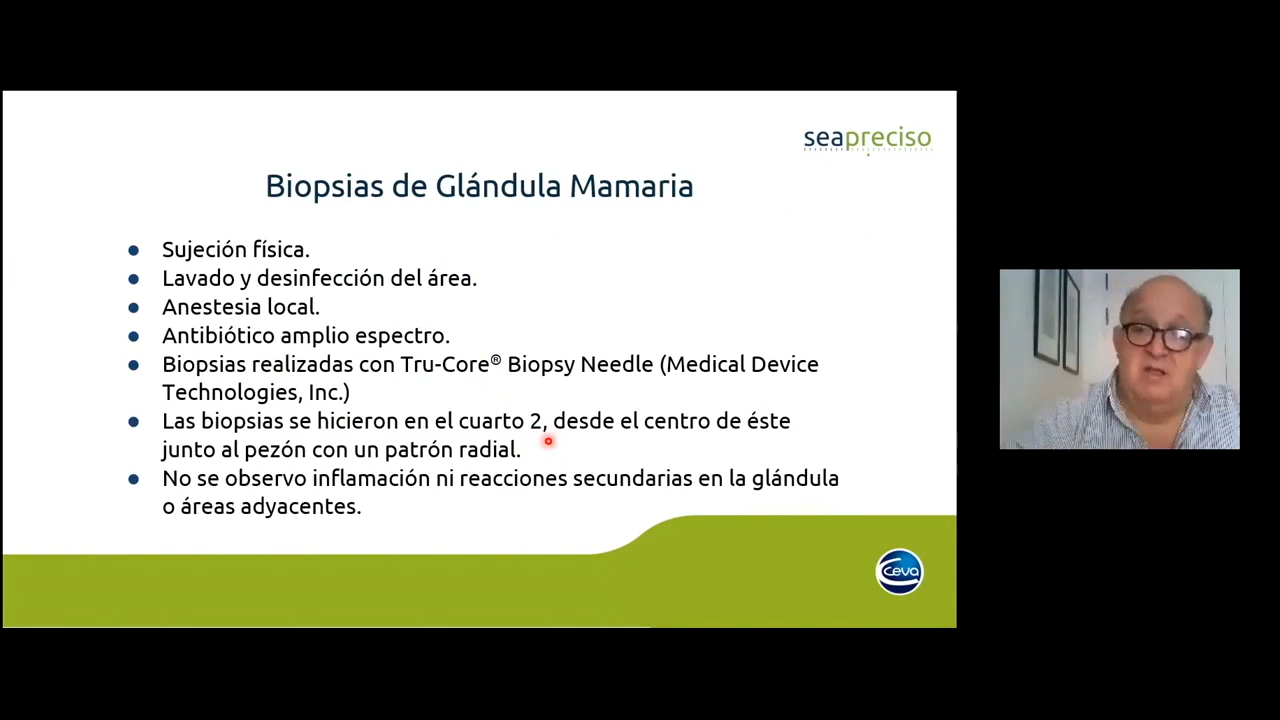 seapreciso
Biopsias de Glándula Mamaria
● Sujeción física.
● Lavado y desinfección del área.
● Anestesia local.
● Antibiótico amplio espectro.
● Biopsias realizadas con Tru-Core® Biopsy Needle (Medical Device
Technologies, Inc.)
● Las biopsias se hicieron en el cuarto 2, desde el centro de éste
junto al pezón con un patrón radial.
● No se observo inflamación ni reacciones secundarias en la glándula
o áreas adyacentes.
ceva